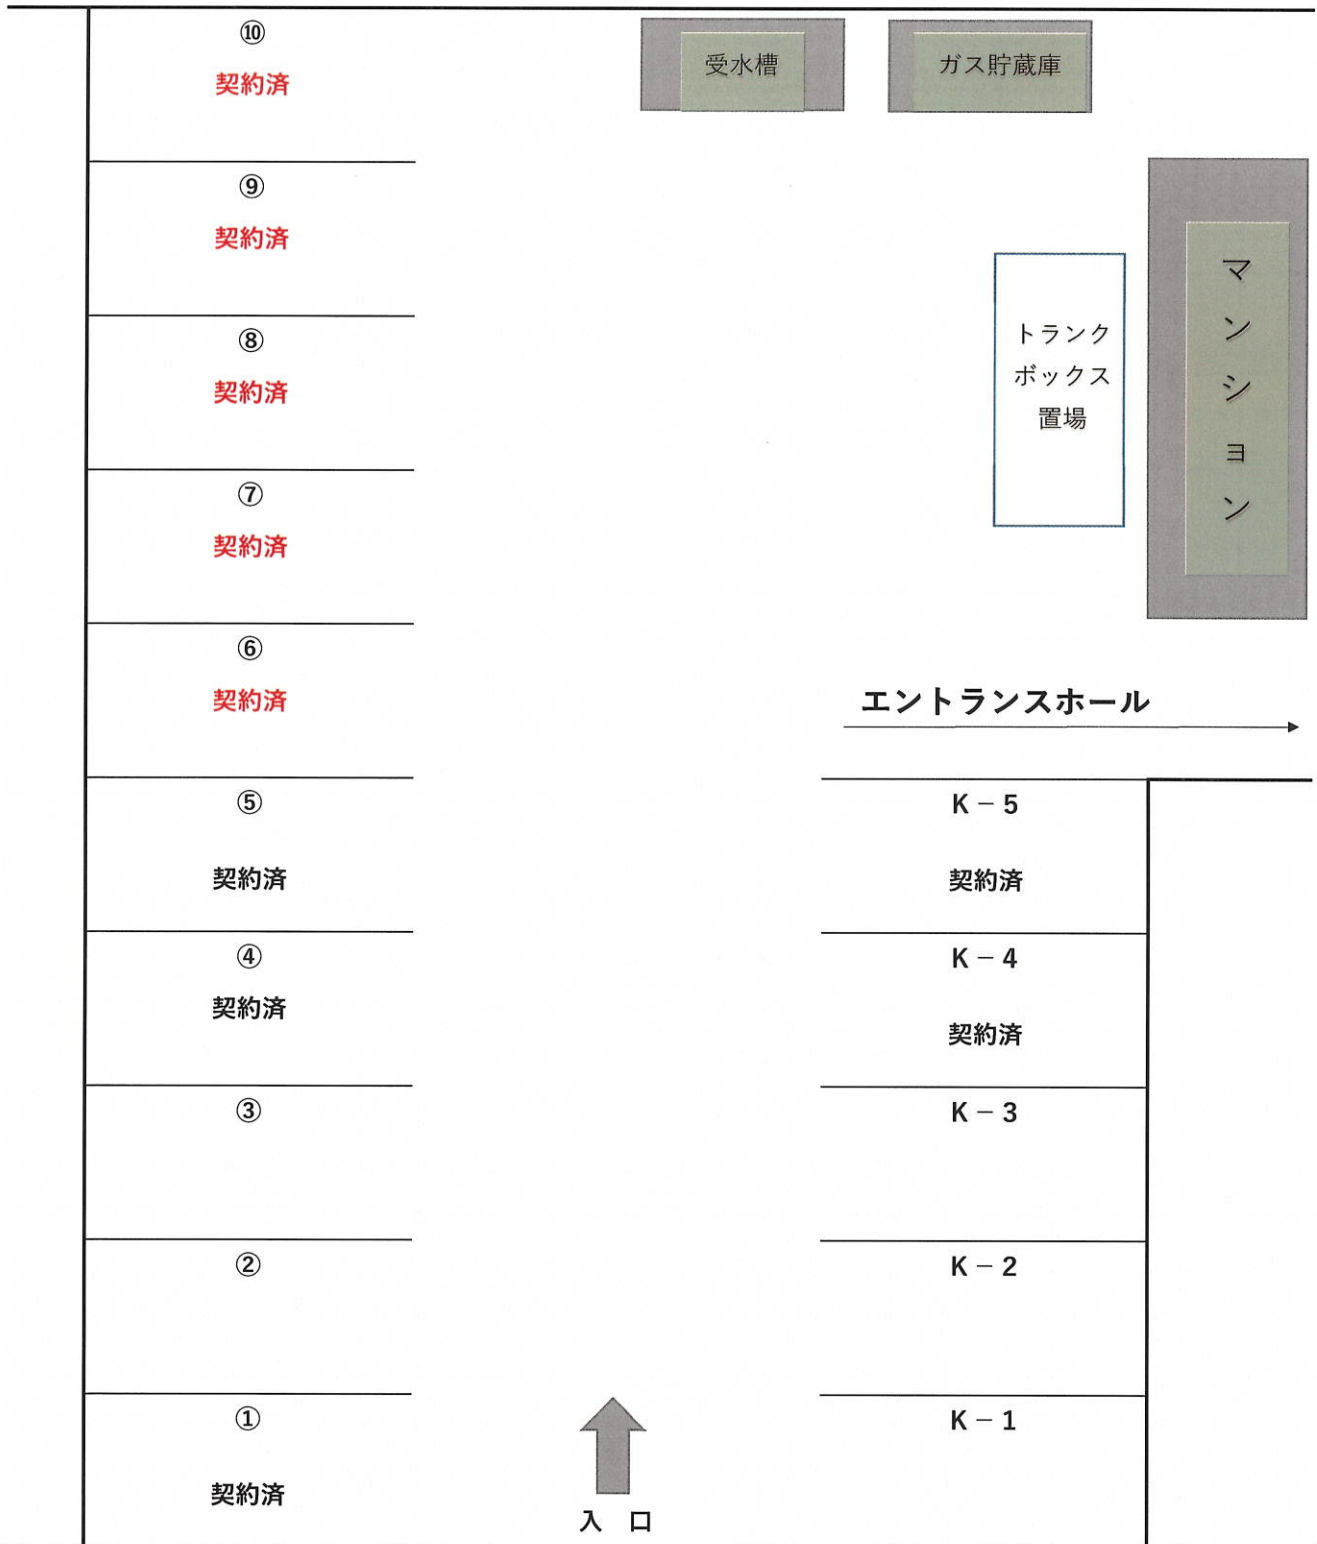 ⑩
契約済
⑨
契約済
⑧
契約済
⑦
契約済
⑥
契約済
⑤
契約済
④
契約済
③
②
①
契約済
受水槽
ガス貯蔵庫
トランク
ボックス
置場
マンション
エントランスホール
K－5
契約済
K－4
契約済
K－3
K－2
K－1
入　口